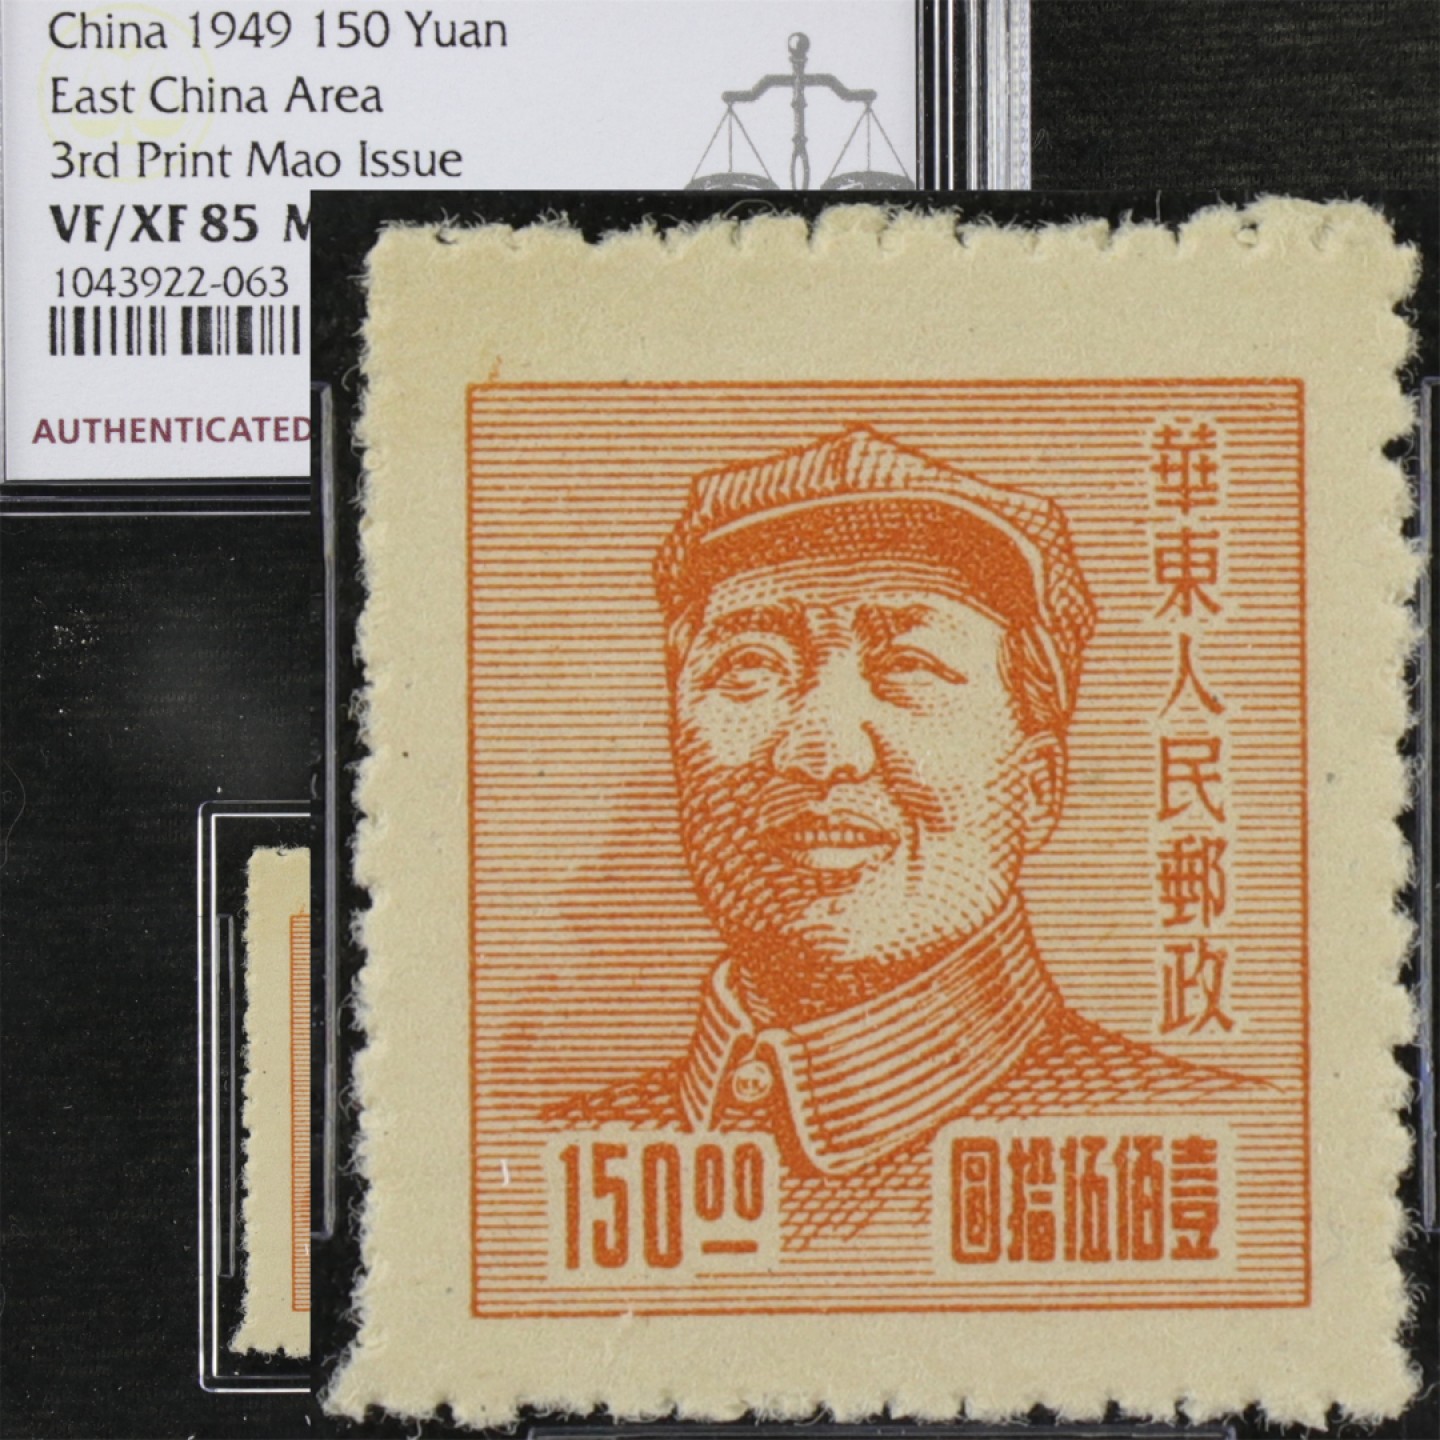 China 1949 150 Yuan
East China Area
3rd Print Mao Issue
VF/XF 85 M
1043922-063
AUTHENTICATED
華東人民郵政
150 00
圓拾伍佰壹